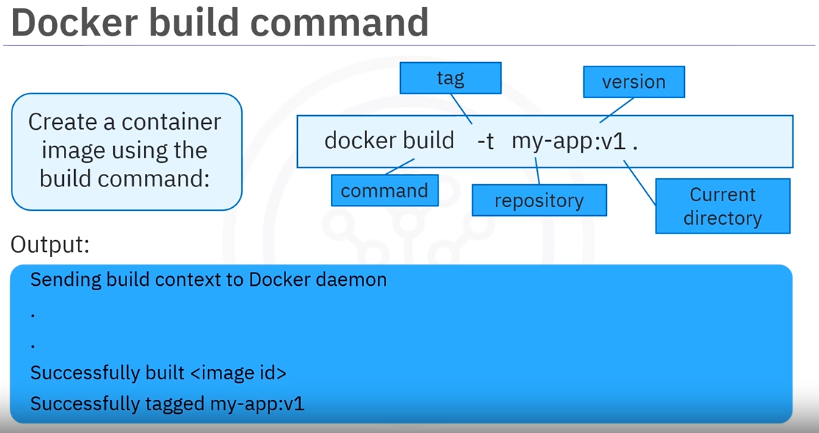 Docker build command
tag
version
Create a container
image using the
build command:
docker build -t my-app:v1 .
command
repository
Current
directory
Output:
Sending build context to Docker daemon
.
.
Successfully built <image id>
Successfully tagged my-app:v1